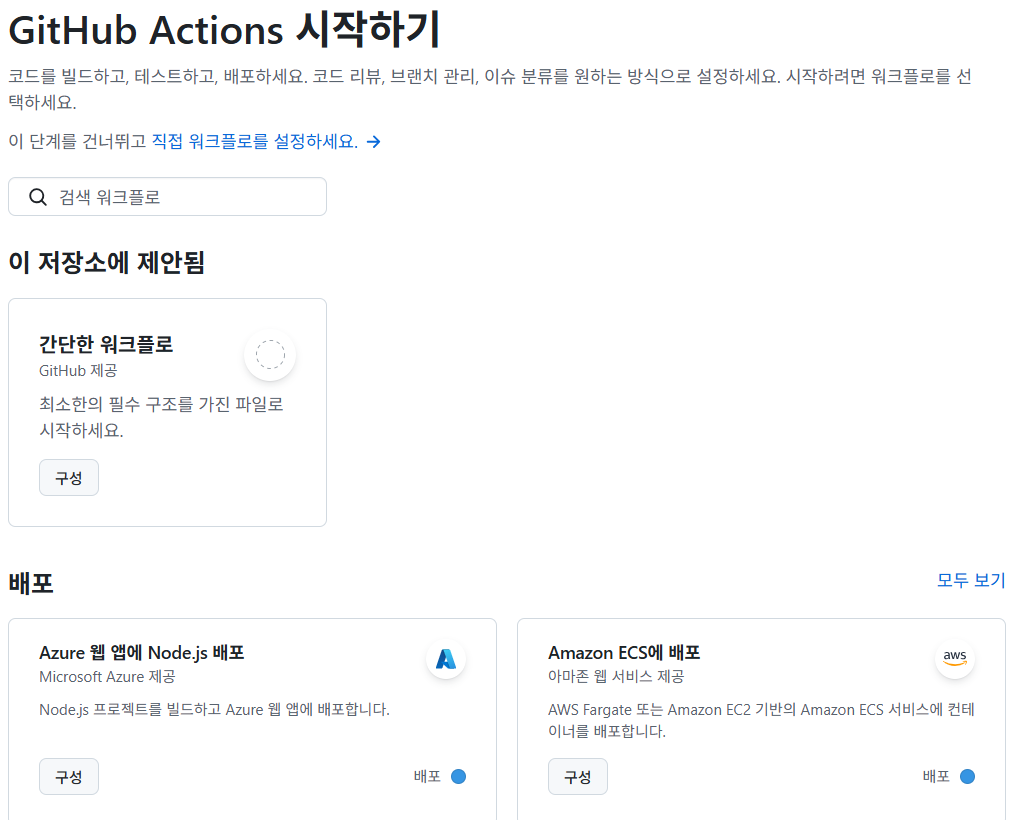 GitHub Actions 시작하기
코드를 빌드하고, 테스트하고, 배포하세요. 코드 리뷰, 브랜치 관리, 이슈 분류를 원하는 방식으로 설정하세요. 시작하려면 워크플로를 선
택하세요.
이 단계를 건너뛰고 직접 워크플로를 설정하세요. →
검색 워크플로
이 저장소에 제안됨
간단한 워크플로
GitHub 제공
최소한의 필수 구조를 가진 파일로
시작하세요.
구성
배포
모두 보기
Azure 웹 앱에 Node.js 배포
Microsoft Azure 제공
Node.js 프로젝트를 빌드하고 Azure 웹 앱에 배포합니다.
구성
배포
Amazon ECS에 배포
aws
아마존 웹 서비스 제공
AWS Fargate 또는 Amazon EC2 기반의 Amazon ECS 서비스에 컨테
이너를 배포합니다.
구성
배포